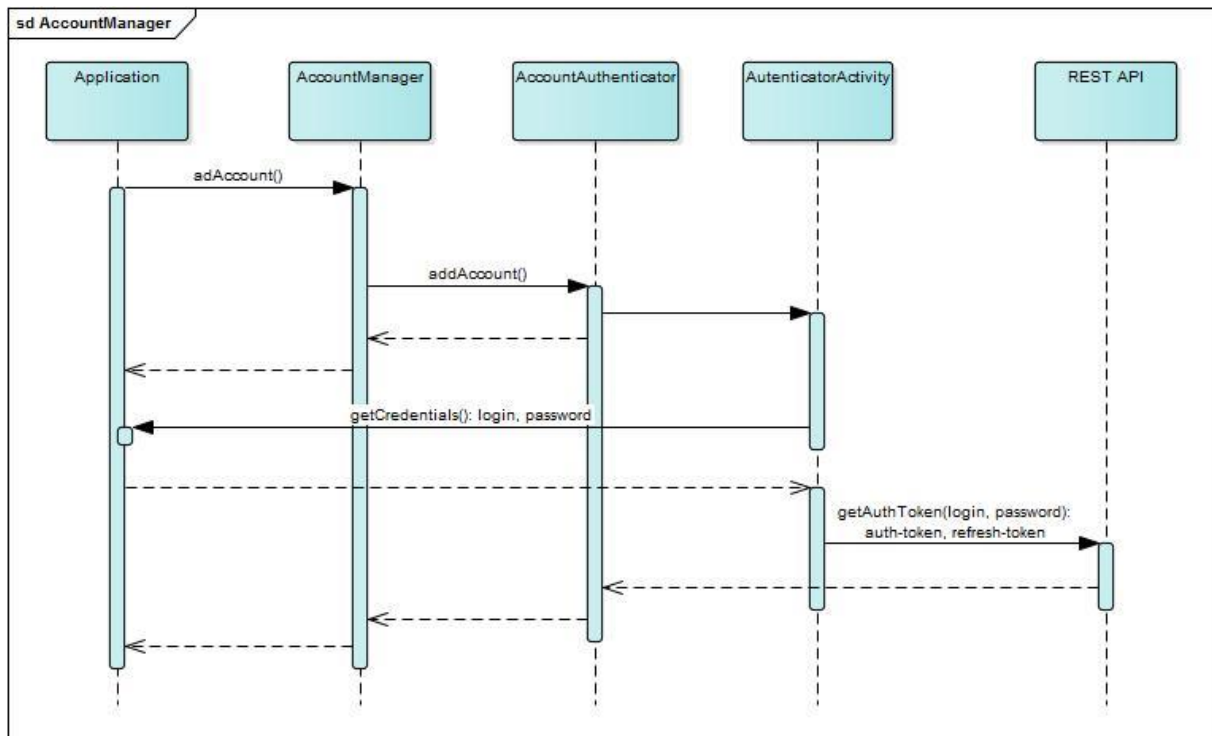 sd AccountManager
Application
AccountManager
AccountAuthenticator
AutenticatorActivity
REST API
adAccount()
addAccount()
getCredentials(): login, password
getAuthToken(login, password):
auth-token, refresh-token